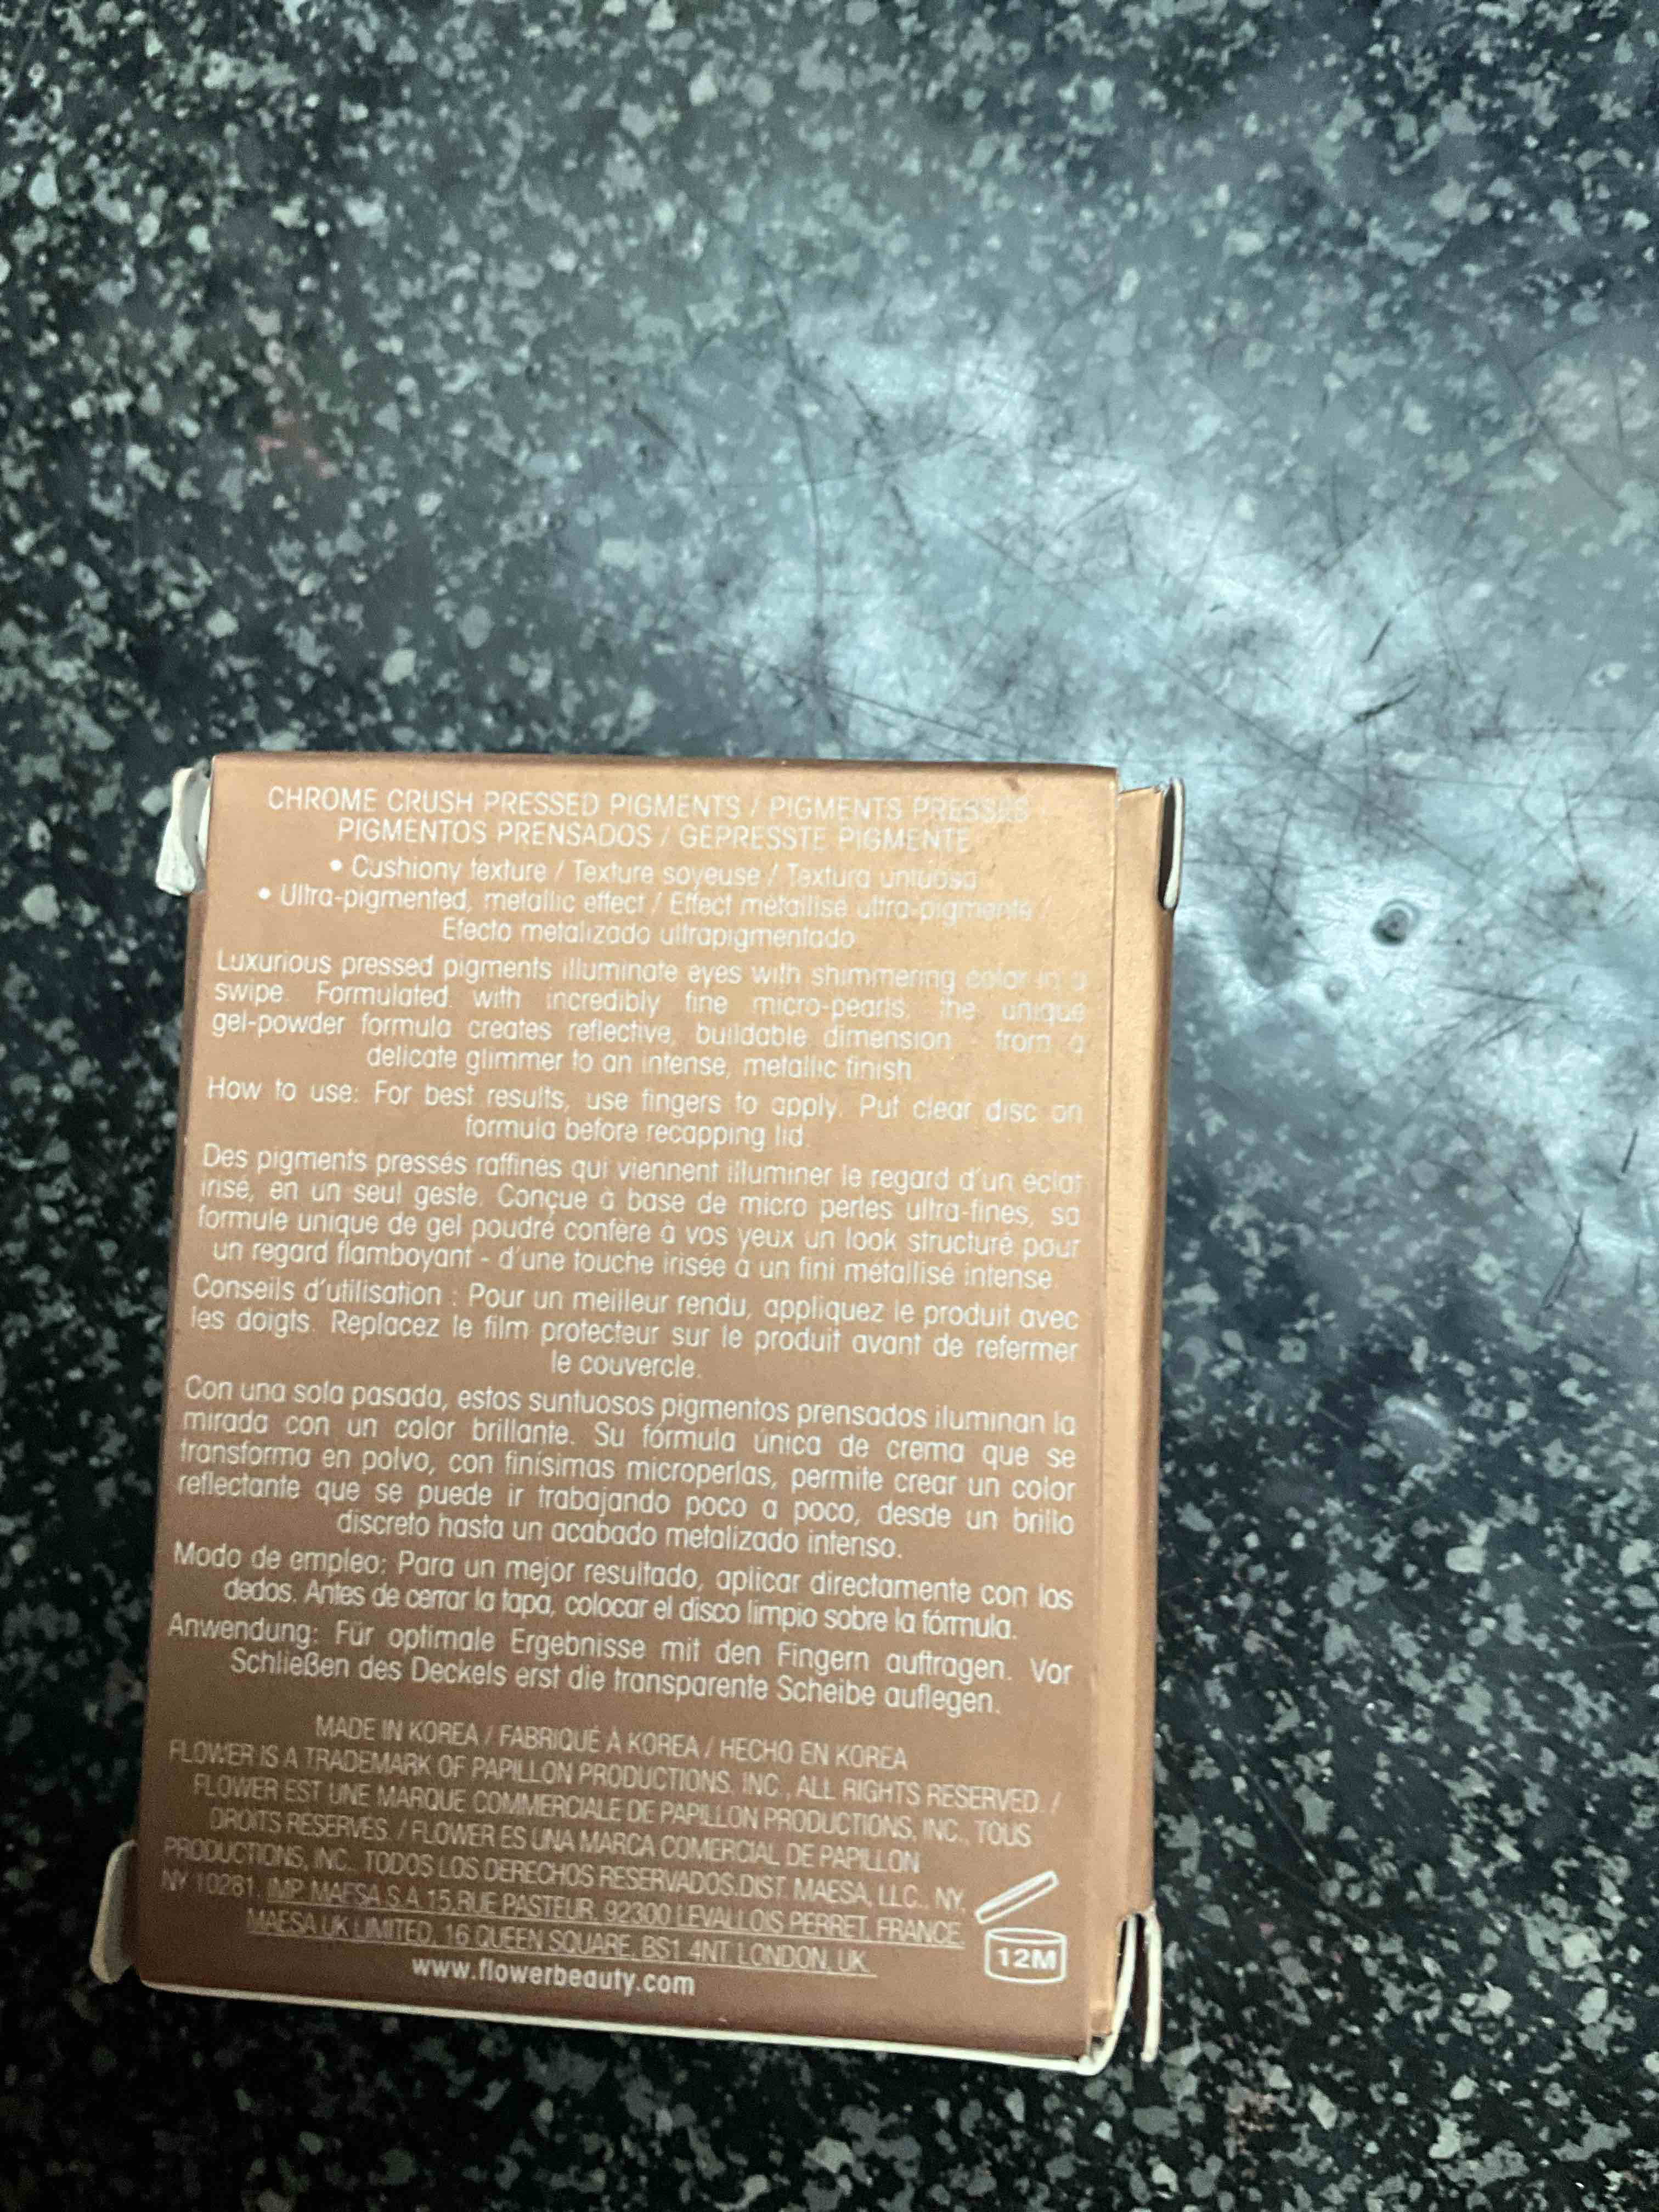 CHROME CRUSH PRESSED PIGMENTS / PIGMENTS PRESSÉS
PIGMENTOS PRENSADOS / GEPRESSTE PIGMENTE
• Cushiony texture / Texture soyeuse / Textura untuosa
• Ultra-pigmented, metallic effect / Effect métallisé ultra-pigmenté /
Efecto metalizado ultrapigmentado
Luxurious pressed pigments illuminate eyes with shimmering color in a
swipe. Formulated with incredibly fine micro-pearls, the unique
gel-powder formula creates reflective, buildable dimension - from a
delicate glimmer to an intense, metallic finish
How to use: For best results, use fingers to apply. Put clear disc on
formula before recapping lid.
Des pigments pressés raffinés qui viennent illuminer le regard d'un éclat
irisé, en un seul geste. Conçue à base de micro perles ultra-fines, sa
formule unique de gel poudré confère à vos yeux un look structuré pour
un regard flamboyant - d'une touche irisée à un fini métallisé intense
Conseils d'utilisation : Pour un meilleur rendu, appliquez le produit avec
les doigts. Replacez le film protecteur sur le produit avant de refermer
le couvercle.
Con una sola pasada, estos suntuosos pigmentos prensados iluminan la
mirada con un color brillante. Su fórmula única de crema que se
transforma en polvo, con finísimas microperlas, permite crear un color
reflectante que se puede ir trabajando poco a poco, desde un brillo
discreto hasta un acabado metalizado intenso.
Modo de empleo: Para un mejor resultado, aplicar directamente con los
dedos. Antes de cerrar la tapa, colocar el disco limpio sobre la fórmula.
Anwendung: Für optimale Ergebnisse mit den Fingern auftragen. Vor
Schließen des Deckels erst die transparente Scheibe auflegen.
MADE IN KOREA / FABRIQUÉ À KOREA / HECHO EN KOREA
FLOWER IS A TRADEMARK OF PAPILLON PRODUCTIONS, INC., ALL RIGHTS RESERVED. /
FLOWER EST UNE MARQUE COMMERCIALE DE PAPILLON PRODUCTIONS, INC., TOUS
DROITS RÉSERVÉS. / FLOWER ES UNA MARCA COMERCIAL DE PAPILLON
PRODUCTIONS, INC., TODOS LOS DERECHOS RESERVADOS.DIST. MAESA, LLC., NY,
NY 10281. IMP. MAESA S.A. 15,RUE PASTEUR, 92300 LEVALLOIS PERRET, FRANCE.
MAESA UK LIMITED, 16 QUEEN SQUARE, BS1 4NT LONDON, UK.
www.flowerbeauty.com
12M